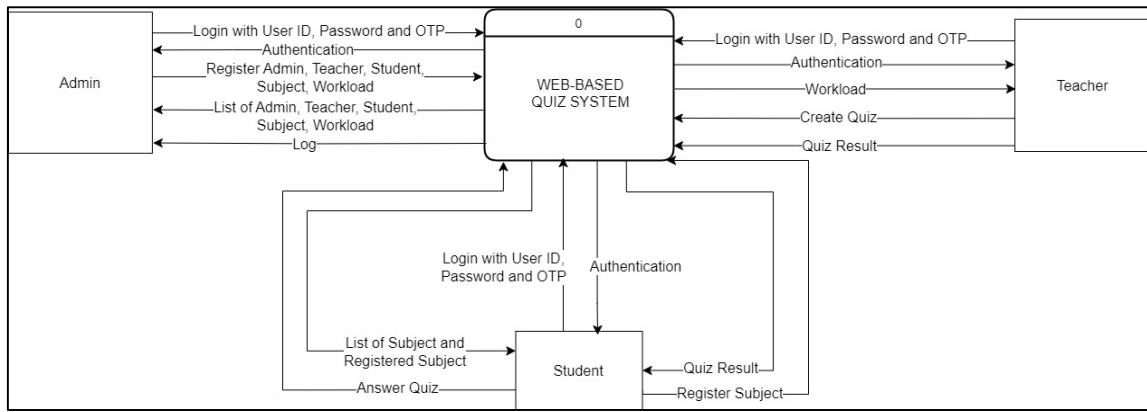 0
WEB-BASED
QUIZ SYSTEM
Admin
Login with User ID, Password and OTP
Authentication
Register Admin, Teacher, Student,
Subject, Workload
List of Admin, Teacher, Student,
Subject, Workload
Log
Login with User ID, Password and OTP
Authentication
Workload
Create Quiz
Quiz Result
Teacher
Login with User ID,
Password and OTP
Authentication
List of Subject and
Registered Subject
Answer Quiz
Student
Quiz Result
Register Subject